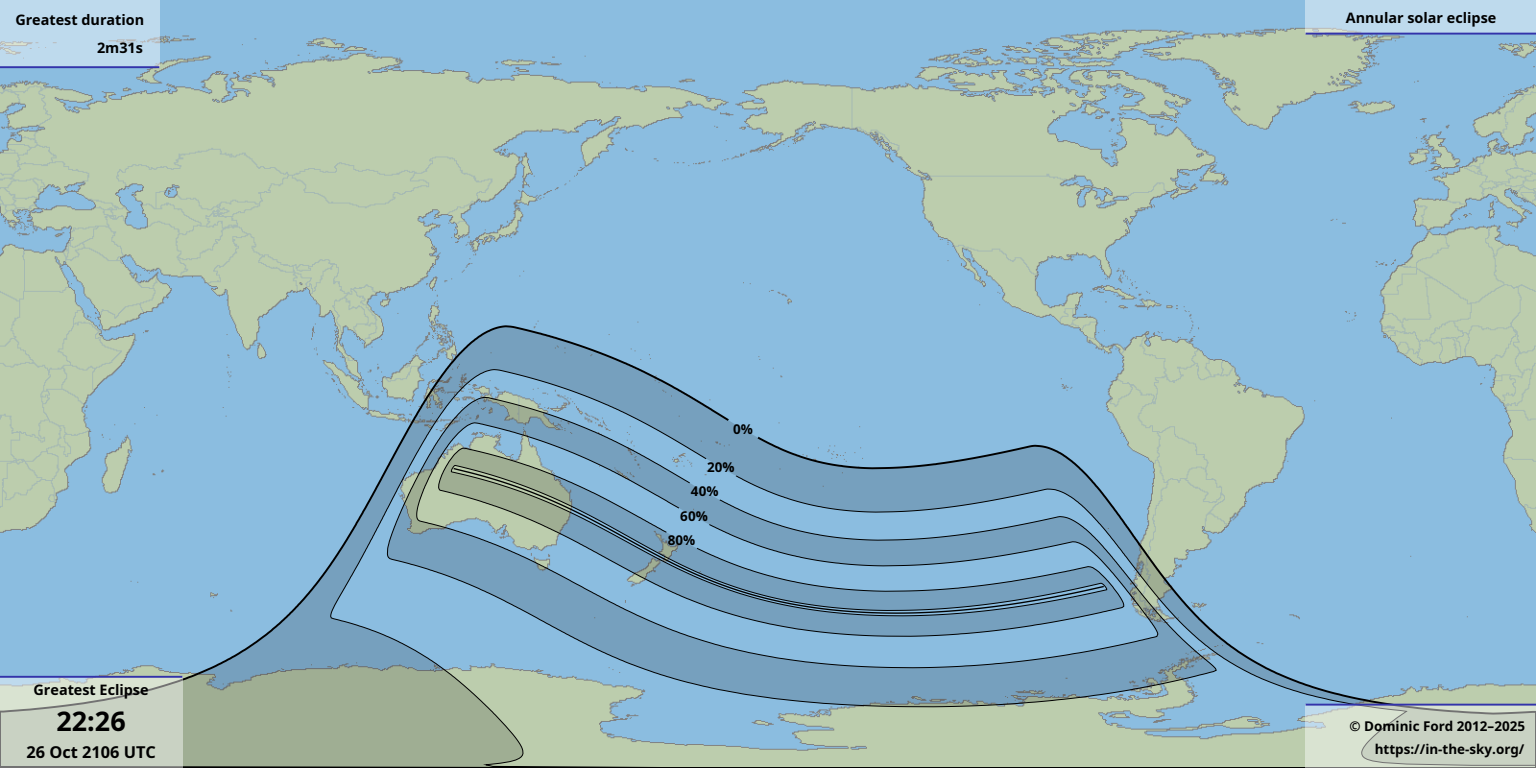 Greatest duration
2m31s
Annular solar eclipse
0%
20%
40%
60%
80%
Greatest Eclipse
22:26
26 Oct 2106 UTC
© Dominic Ford 2012–2025
https://in-the-sky.org/